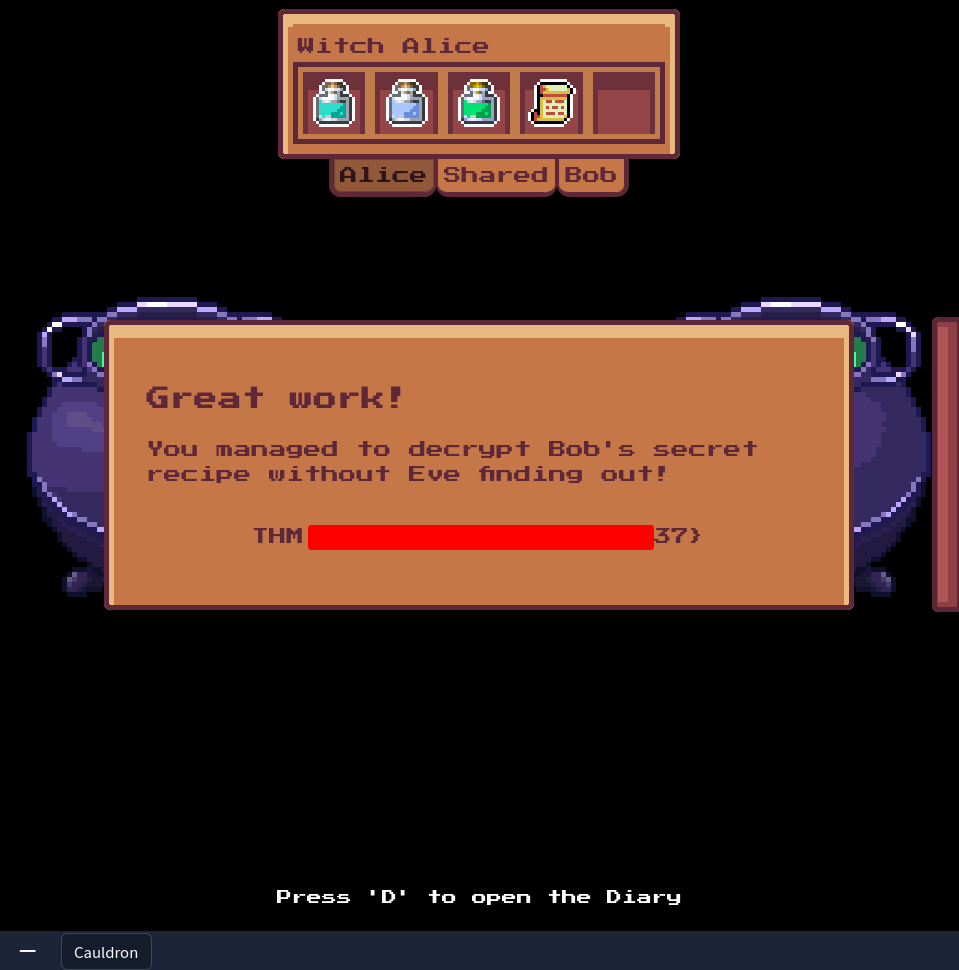 Witch Alice
Alice Shared Bob
Great work!
You managed to decrypt Bob's secret
recipe without Eve finding out!
THM 37}
Press 'D' to open the Diary
Cauldron